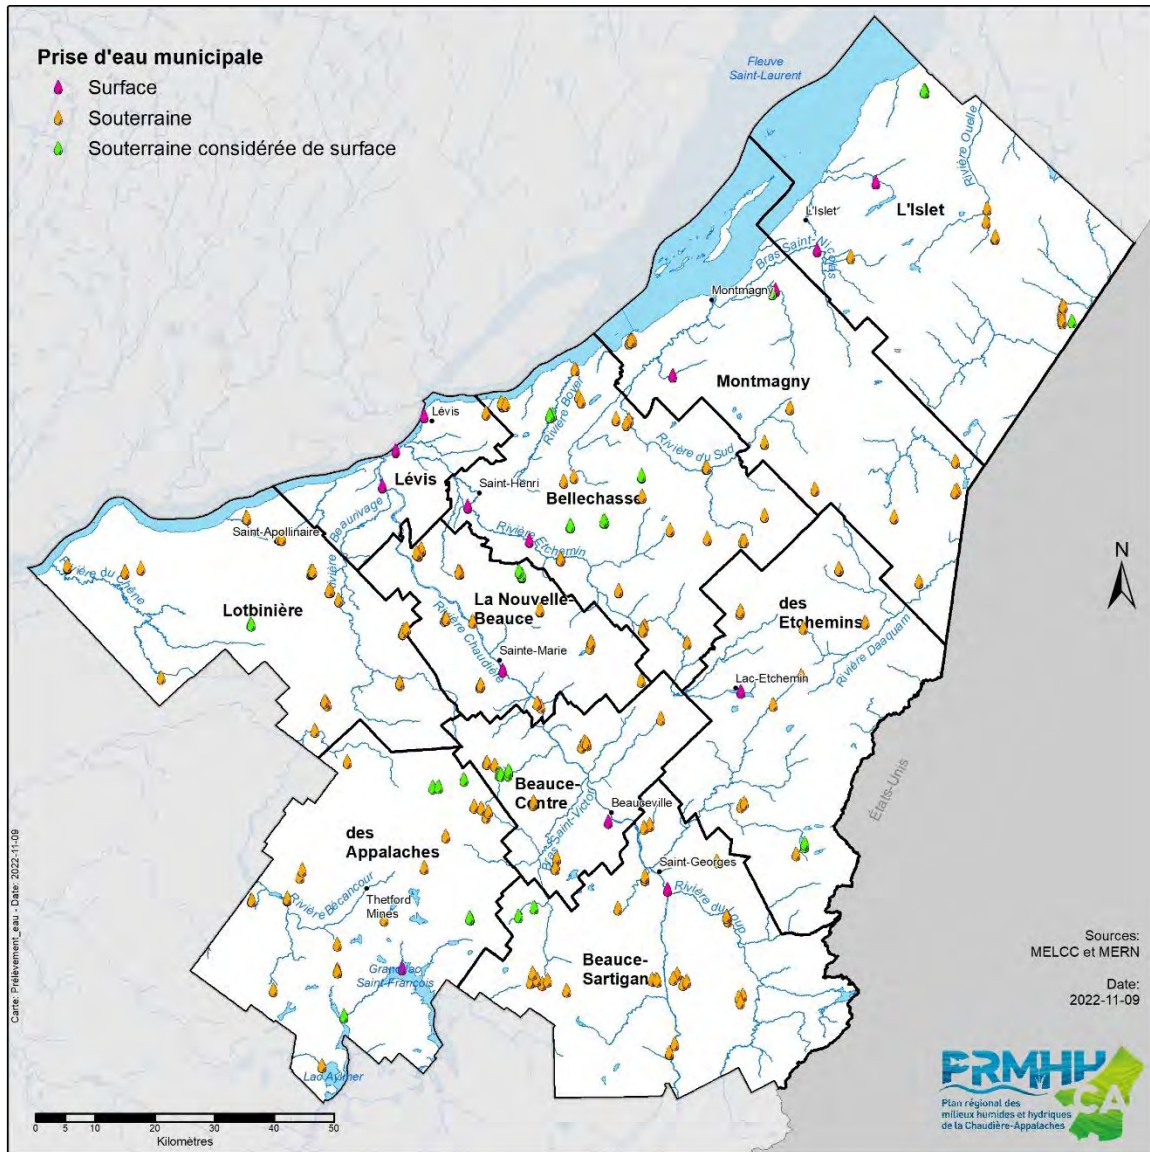 Prise d'eau municipale
Surface
Souterraine
Souterraine considérée de surface
Fleuve
Saint-Laurent
Rivière Ouelle
L'Islet
L'Islet
Bras Saint-Nicolas
Montmagny
Montmagny
Rivière Boyer
Lévis
Lévis
Rivière du Sud
Saint-Henri
Bellechasse
Rivière Beaurivage
Saint-Apollinaire
Rivière Etchemin
N
Rivière du Chêne
Lotbinière
La Nouvelle-
Beauce
des
Etchemins
Rivière Chaudière
Sainte-Marie
Rivière Daaquam
Lac-Etchemin
États-Unis
Beauce-
Centre
Bras Saint-Victor
Beauceville
des
Appalaches
Saint-Georges
Rivière Bécancour
Thetford
Mines
Rivière du Loup
Beauce-
Sartigan
Grand lac
Saint-François
Lac Aylmer
Sources:
MELCC et MERN
Date:
2022-11-09
Carte: Prélèvement_eau - Date: 2022-11-09
0 5 10 20 30 40 50
Kilomètres
PRMHH
CA
Plan régional des
milieux humides et hydriques
de la Chaudière-Appalaches